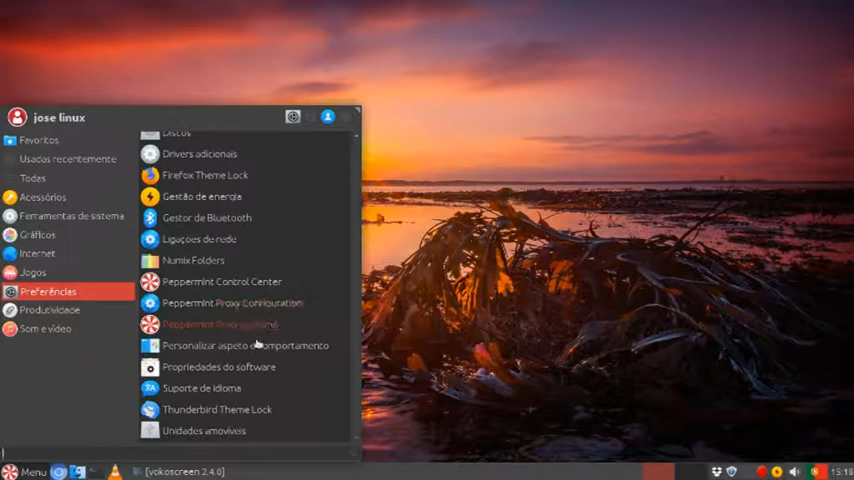 jose linux
Favoritos
Usadas recentemente
Todas
Acessórios
Ferramentas de sistema
Gráficos
Internet
Jogos
Preferências
Produtividade
Som e vídeo
Discos
Drivers adicionais
Firefox Theme Lock
Gestão de energia
Gestor de Bluetooth
Ligações de rede
Numix Folders
Peppermint Control Center
Peppermint Proxy Configuration
Peppermint
Personalizar aspeto e comportamento
Propriedades do software
Suporte de Idioma
Thunderbird Theme Lock
Unidades amovíveis
Menu
[vokoscreen 2.4.0]
15:18